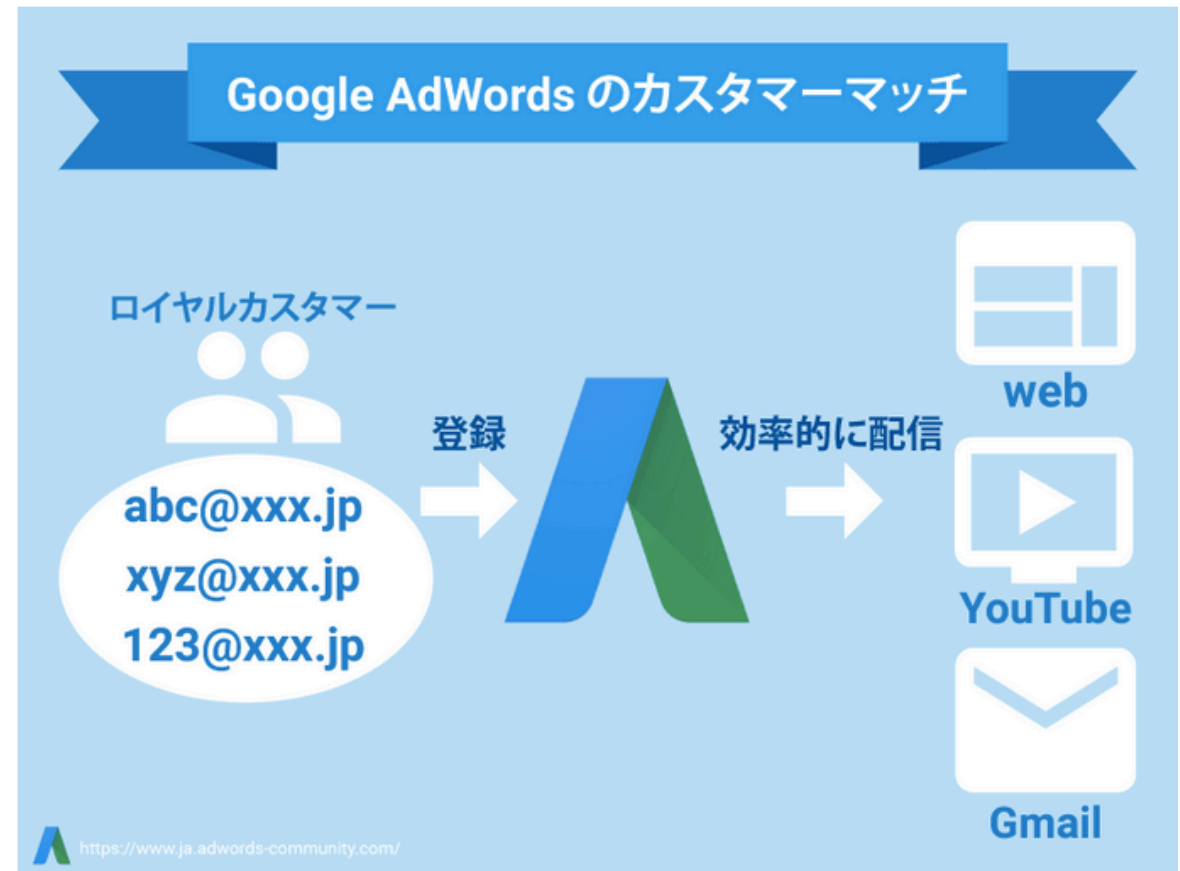 Google AdWords のカスタマーマッチ
ロイヤルカスタマー
abc@xxx.jp
xyz@xxx.jp
123@xxx.jp
登録
効率的に配信
web
YouTube
Gmail
https://www.ja.adwords-community.com/